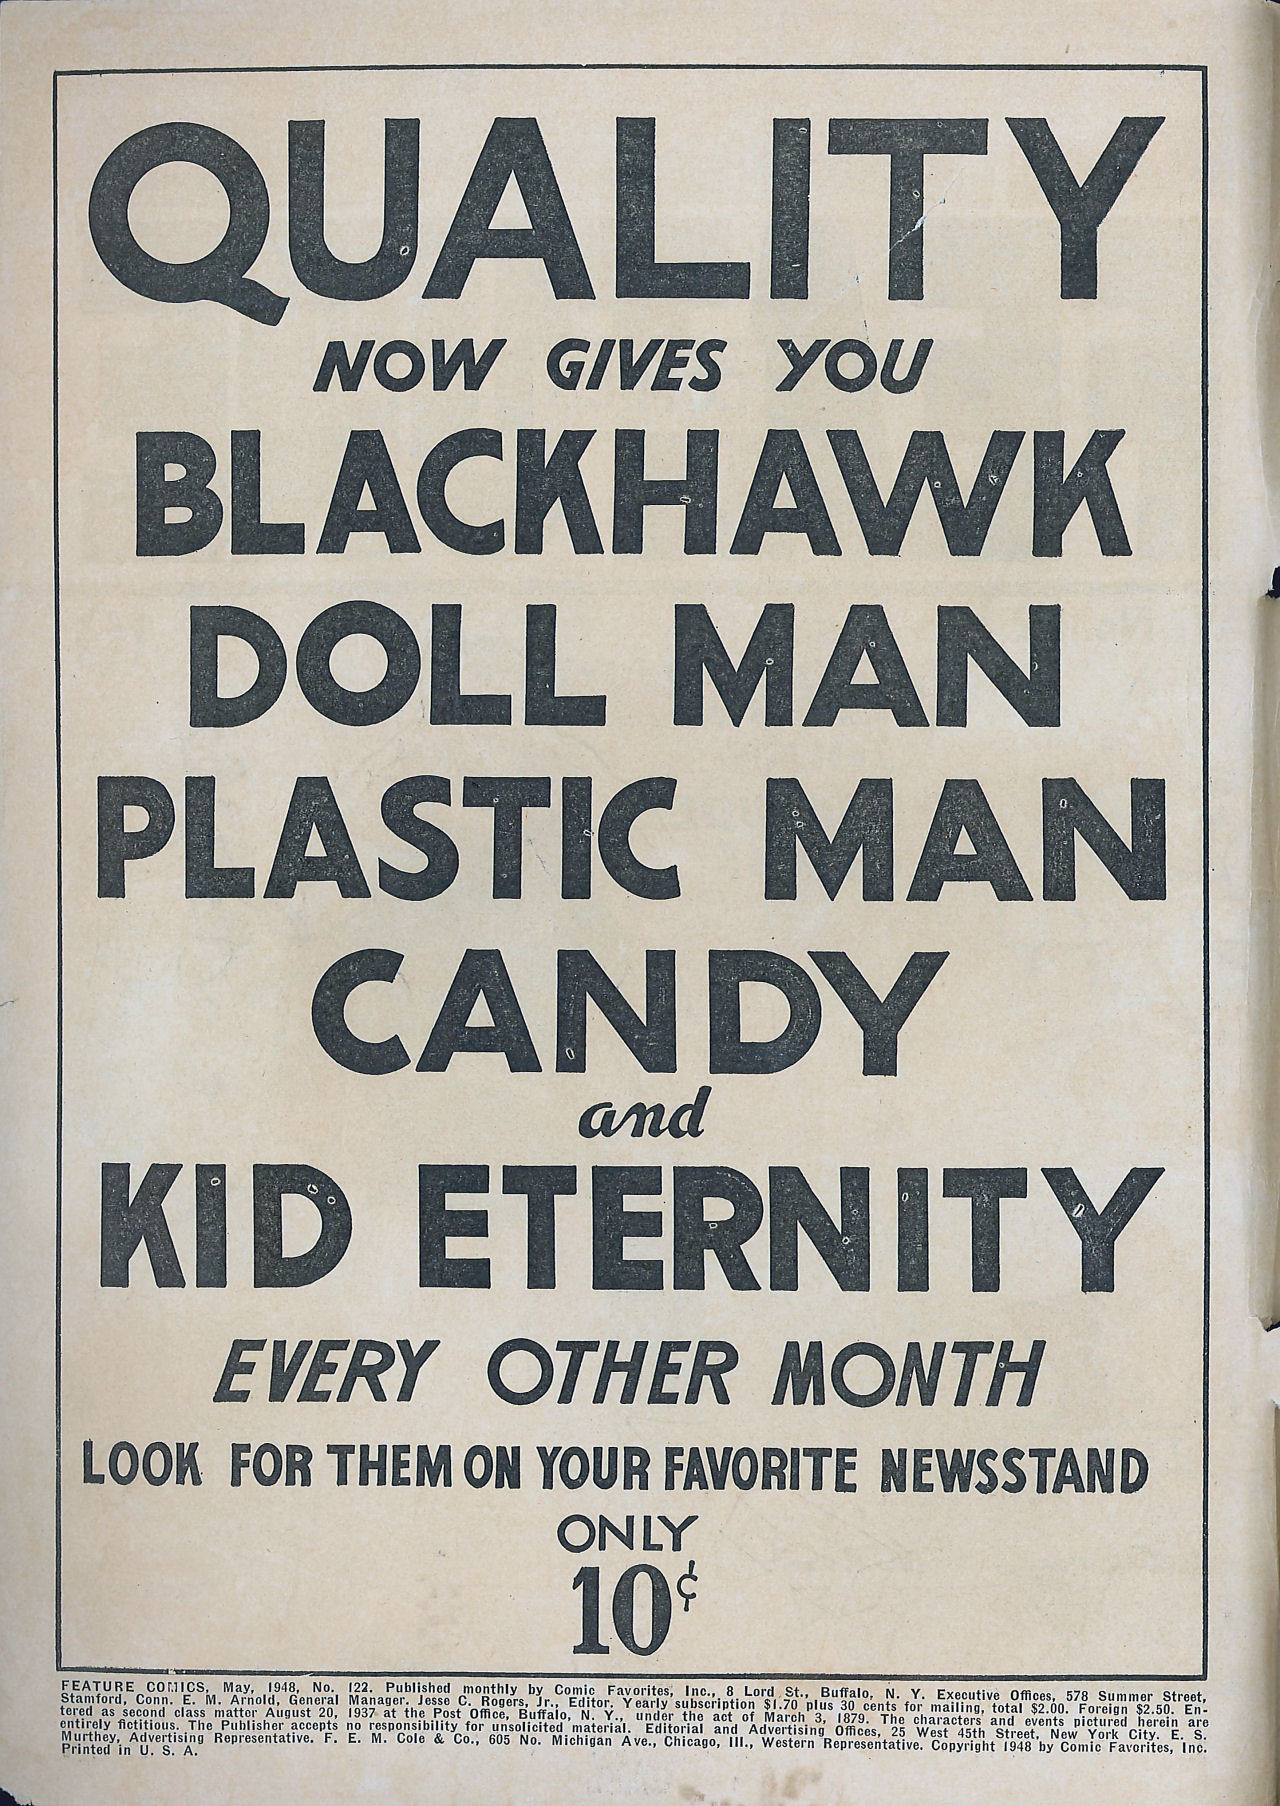 QUALITY
NOW GIVES YOU
BLACKHAWK
DOLL MAN
PLASTIC MAN
CANDY
and
KID ETERNITY
EVERY OTHER MONTH
LOOK FOR THEM ON YOUR FAVORITE NEWSSTAND
ONLY
10¢
FEATURE COMICS, May, 1948, No. 122. Published monthly by Comic Favorites, Inc., 8 Lord St., Buffalo, N. Y. Executive Offices, 578 Summer Street,
Stamford, Conn. E. M. Arnold, General Manager. Jesse C. Rogers, Jr., Editor. Yearly subscription $1.70 plus 30 cents for mailing, total $2.00. Foreign $2.50. En-
tered as second class matter August 20, 1937 at the Post Office, Buffalo, N. Y., under the act of March 3, 1879. The characters and events pictured herein are
entirely fictitious. The Publisher accepts no responsibility for unsolicited material. Editorial and Advertising Offices, 25 West 45th Street, New York City. E. S.
Murthey, Advertising Representative. F. E. M. Cole & Co., 605 No. Michigan Ave., Chicago, Ill., Western Representative. Copyright 1948 by Comic Favorites, Inc.
Printed in U. S. A.